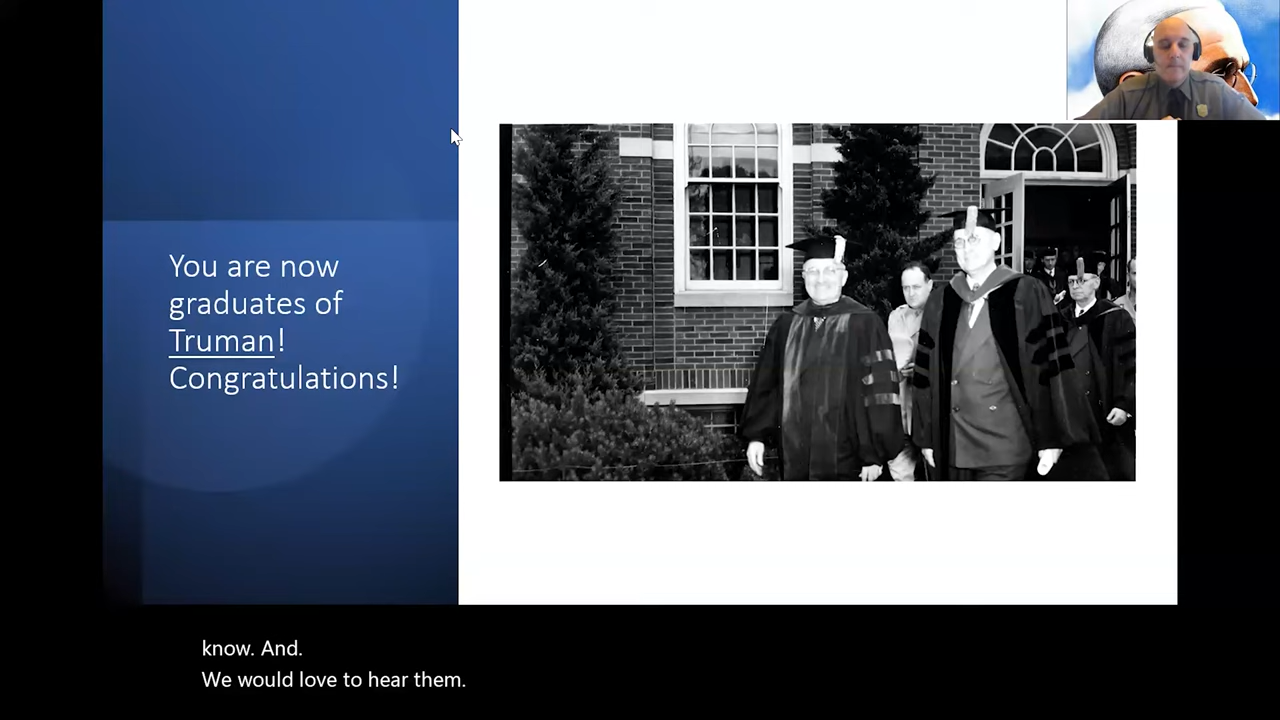 You are now
graduates of
Truman!
Congratulations!
know. And.
We would love to hear them.